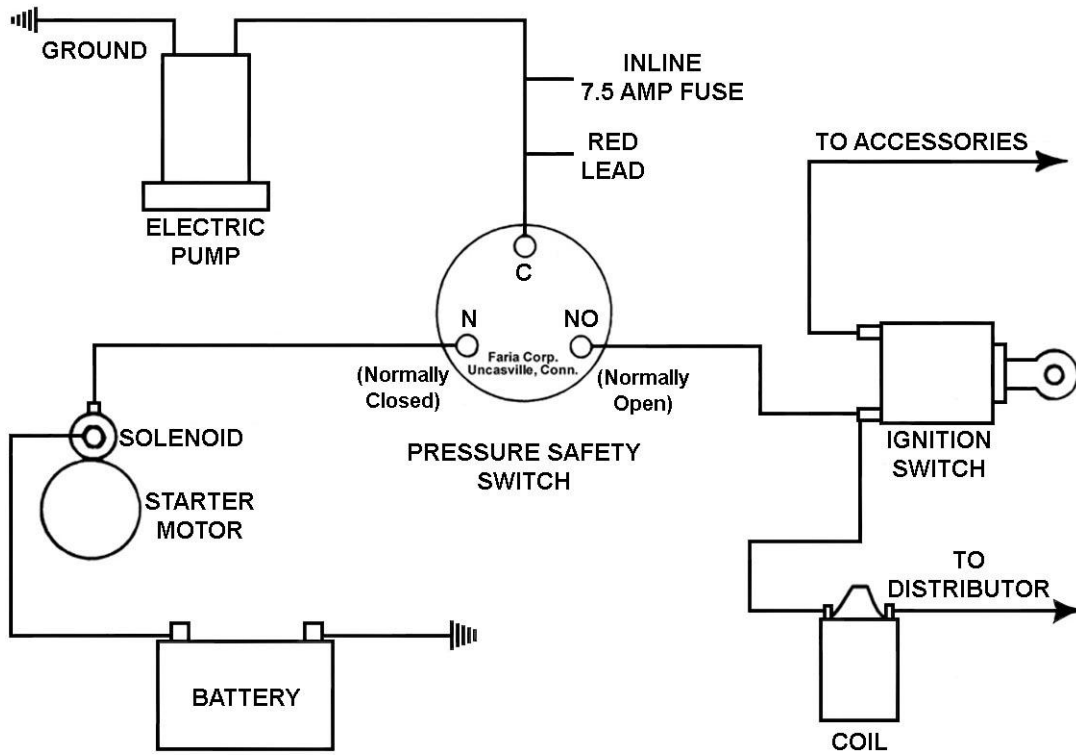 GROUND
INLINE
7.5 AMP FUSE
RED
LEAD
TO ACCESSORIES
ELECTRIC
PUMP
C
N
NO
Faria Corp.
Uncasville, Conn.
(Normally
Closed)
(Normally
Open)
SOLENOID
PRESSURE SAFETY
SWITCH
IGNITION
SWITCH
STARTER
MOTOR
TO
DISTRIBUTOR
BATTERY
COIL